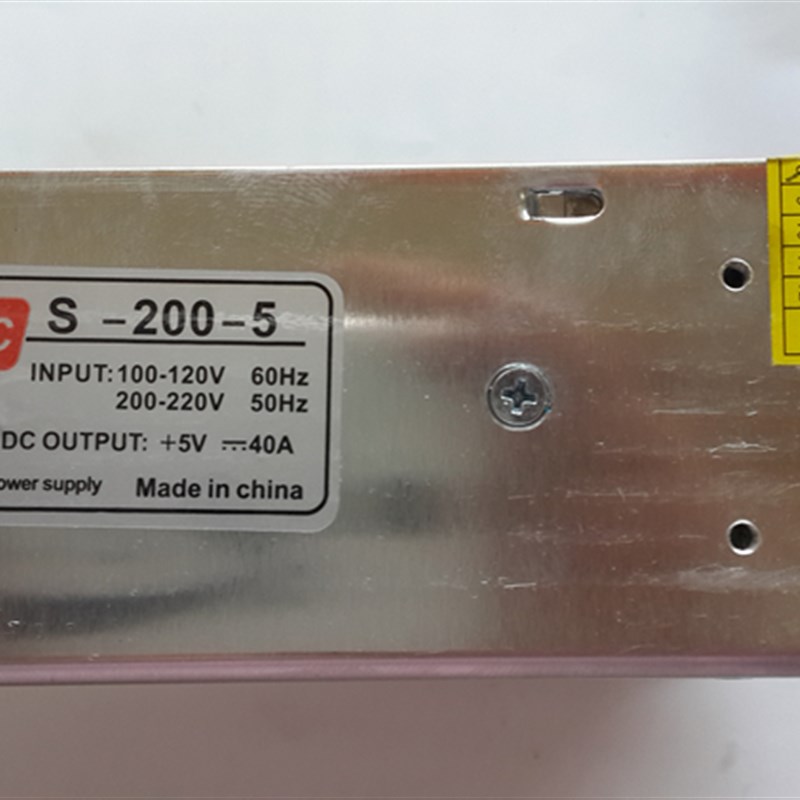 C
S -200-5
INPUT: 100-120V 60Hz
200-220V 50Hz
DC OUTPUT: +5V ⎓40A
ower supply Made in china